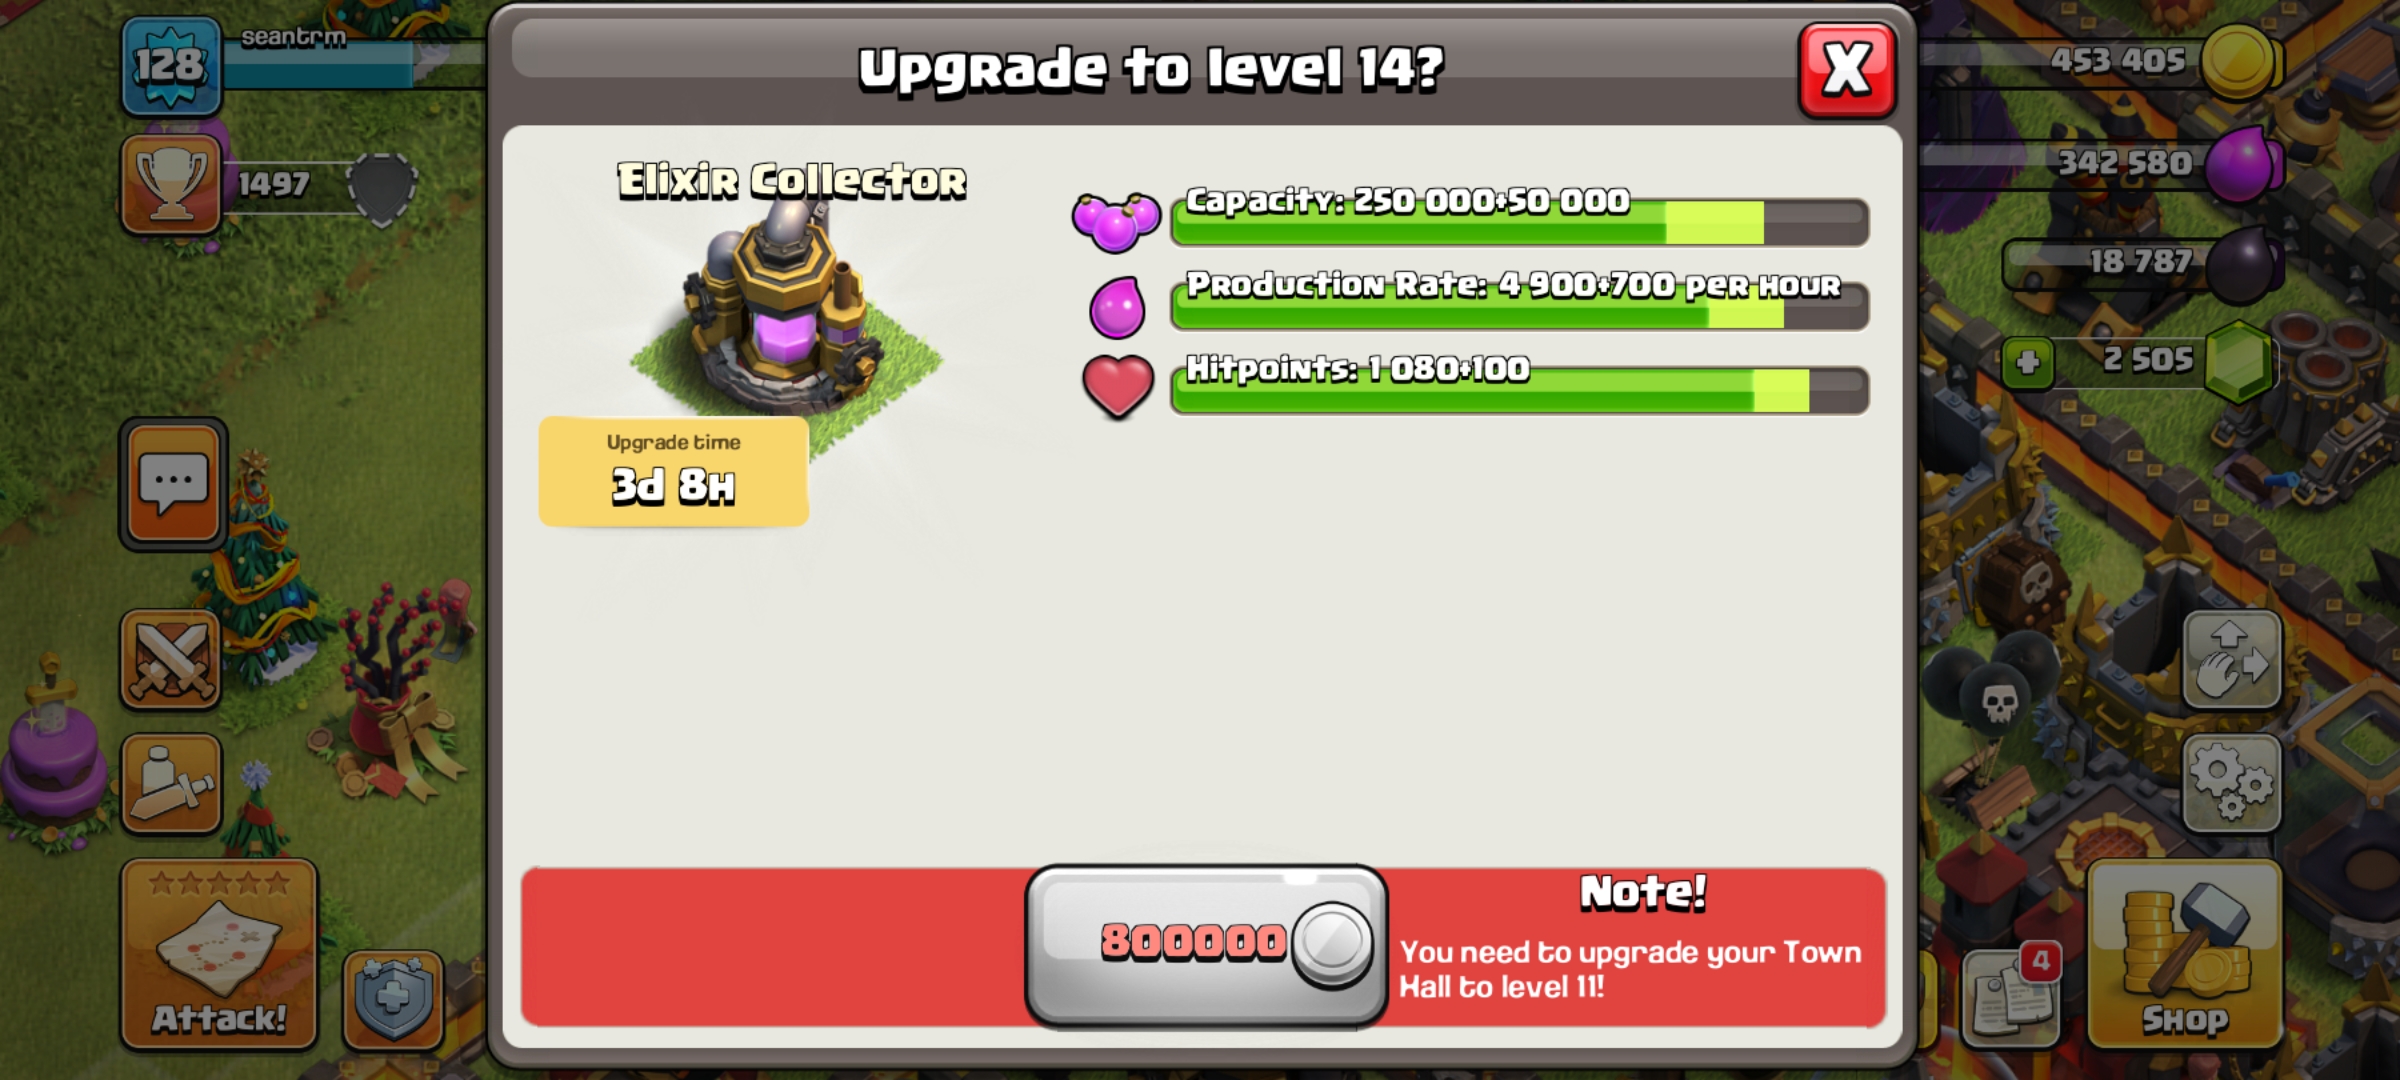 128
seantrm
1497
Upgrade to level 14?
X
453 405
342 580
18 787
2 505
Elixir Collector
Capacity: 250 000+50 000
Production Rate: 4 900+700 per hour
Hitpoints: 1 080+100
Upgrade time
3d 8H
800000
Note!
You need to upgrade your Town
Hall to level 11!
Attack!
4
Shop